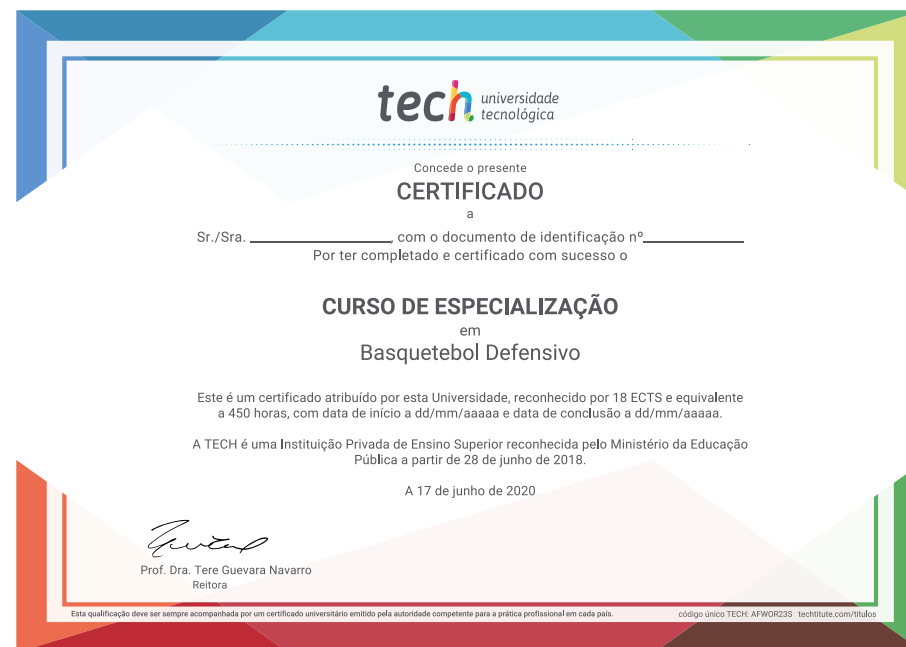 tech universidade
tecnológica
Concede o presente
CERTIFICADO
a
Sr./Sra. ____________________, com o documento de identificação nº______________
Por ter completado e certificado com sucesso o
CURSO DE ESPECIALIZAÇÃO
em
Basquetebol Defensivo
Este é um certificado atribuído por esta Universidade, reconhecido por 18 ECTS e equivalente
a 450 horas, com data de início a dd/mm/aaaaa e data de conclusão a dd/mm/aaaaa.
A TECH é uma Instituição Privada de Ensino Superior reconhecida pelo Ministério da Educação
Pública a partir de 28 de junho de 2018.
A 17 de junho de 2020
Prof. Dra. Tere Guevara Navarro
Reitora
Esta qualificação deve ser sempre acompanhada por um certificado universitário emitido pela autoridade competente para a prática profissional em cada país. código único TECH: AFWOR23S techtitute.com/titulos